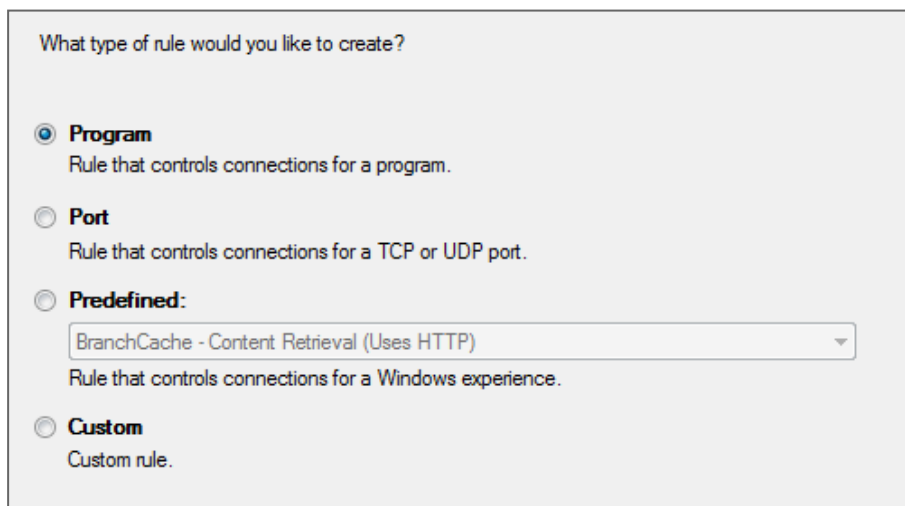 What type of rule would you like to create?
Program
Rule that controls connections for a program.
Port
Rule that controls connections for a TCP or UDP port.
Predefined:
BranchCache - Content Retrieval (Uses HTTP)
Rule that controls connections for a Windows experience.
Custom
Custom rule.